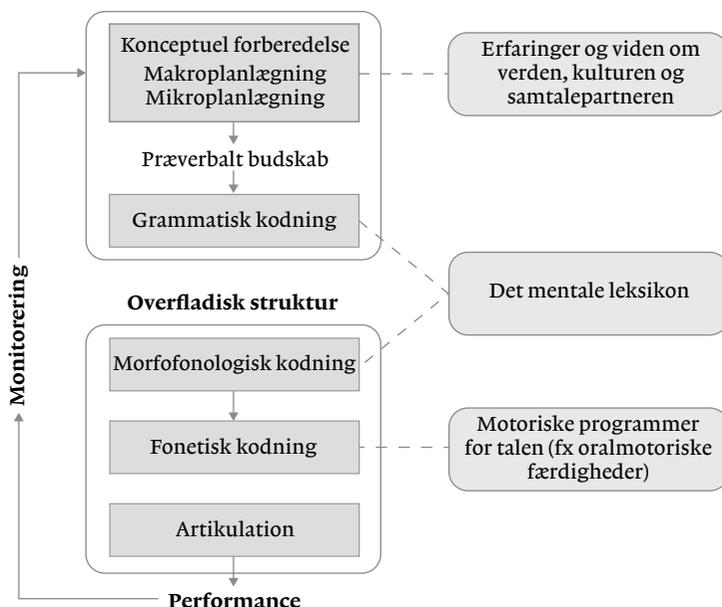 Konceptuel forberedelse
Makroplanlægning
Mikroplanlægning
Erfaringer og viden om
verden, kulturen og
samtalepartneren
Præverbalt budskab
Grammatisk kodning
Det mentale leksikon
Overfladisk struktur
Monitorering
Morfofonologisk kodning
Fonetisk kodning
Motoriske programmer
for talen (fx oralmotoriske
færdigheder)
Artikulation
Performance